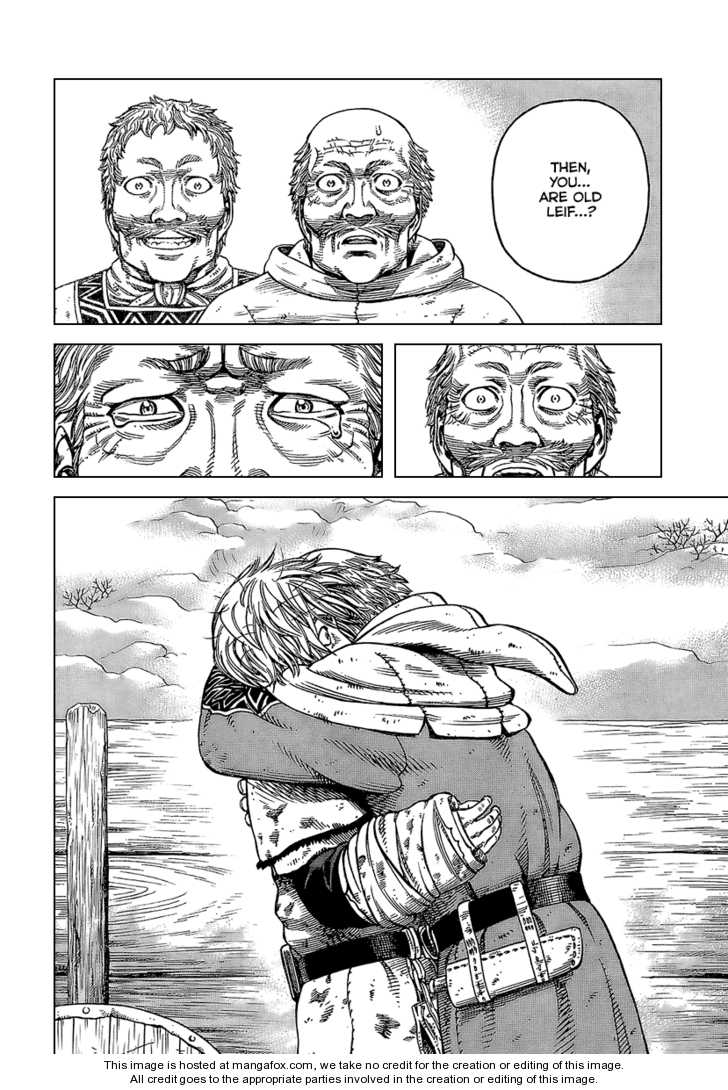 THEN,
YOU...
ARE OLD
LEIF...?
This image is hosted at mangafox.com, we take no credit for the creation or editing of this image.
All credit goes to the appropriate parties involved in the creation or editing of this image.